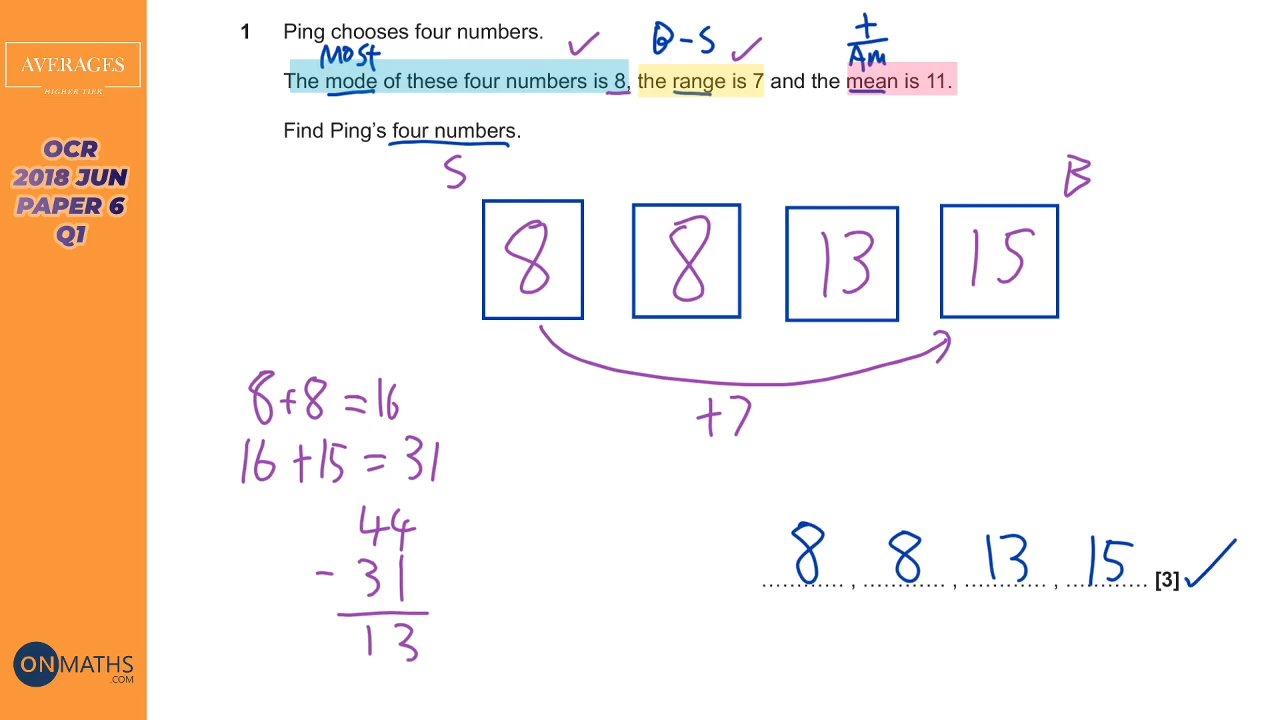 AVERAGES
HIGHER TIER
OCR
2018 JUN
PAPER 6
Q1
1 Ping chooses four numbers.
MOST B-S + Am
The mode of these four numbers is 8, the range is 7 and the mean is 11.
Find Ping's four numbers.
S B
8 8 13 15
+7
8+8=16
16+15=31
44
- 31
13
8, 8, 13, 15 [3]
ONMATHS
.COM